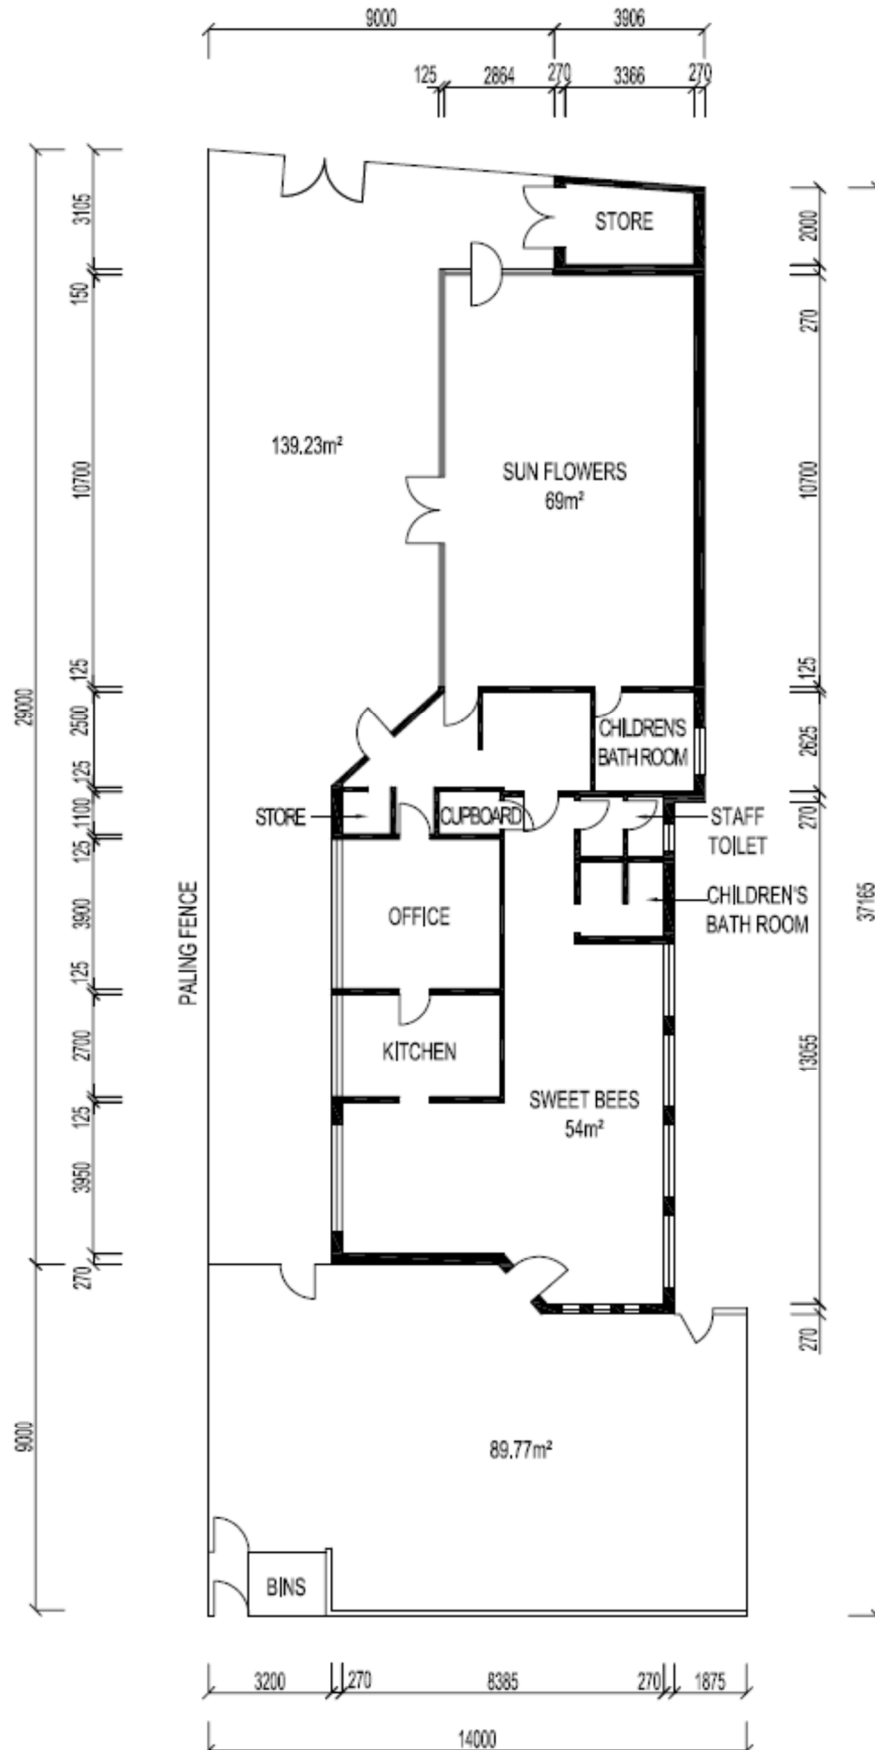 9000
3906
125
2864
270
3366
270
3105
STORE
2000
150
270
139.23m²
SUN FLOWERS
69m²
10700
10700
125
125
29000
2500
CHILDREN'S
BATH ROOM
2625
125
STORE
CUPBOARD
STAFF
TOILET
1100
270
125
PALING FENCE
3900
OFFICE
CHILDREN'S
BATH ROOM
37165
125
2700
KITCHEN
13055
SWEET BEES
54m²
125
3950
270
270
9000
89.77m²
BINS
3200
270
8385
270
1875
14000